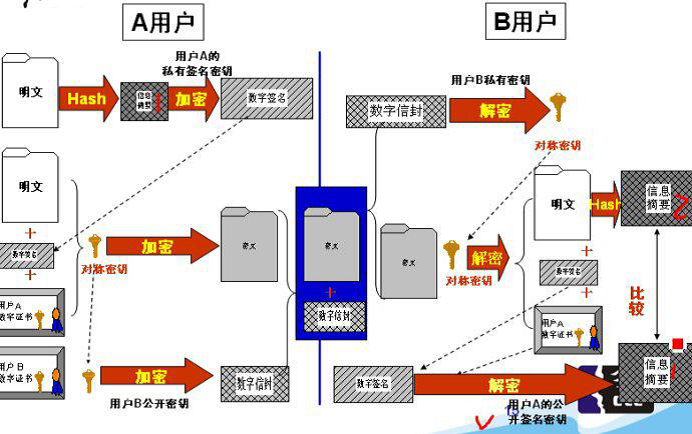 A用户
B用户
用户A的
私有签名密钥
明文
Hash
信息
摘要
1
加密
数字签名
明文
+
数字签名
+
对称密钥
用户A
数字证书
加密
密文
用户B
数字证书
加密
用户B公开密钥
数字信封
密文
+
数字信封
数字信封
用户B私有密钥
解密
对称密钥
密文
对称密钥
解密
明文
Hash
信息
摘要
2
+
数字签名
+
用户A
数字证书
比
较
数字签名
解密
用户A的公
开签名密钥
信息
摘要
1